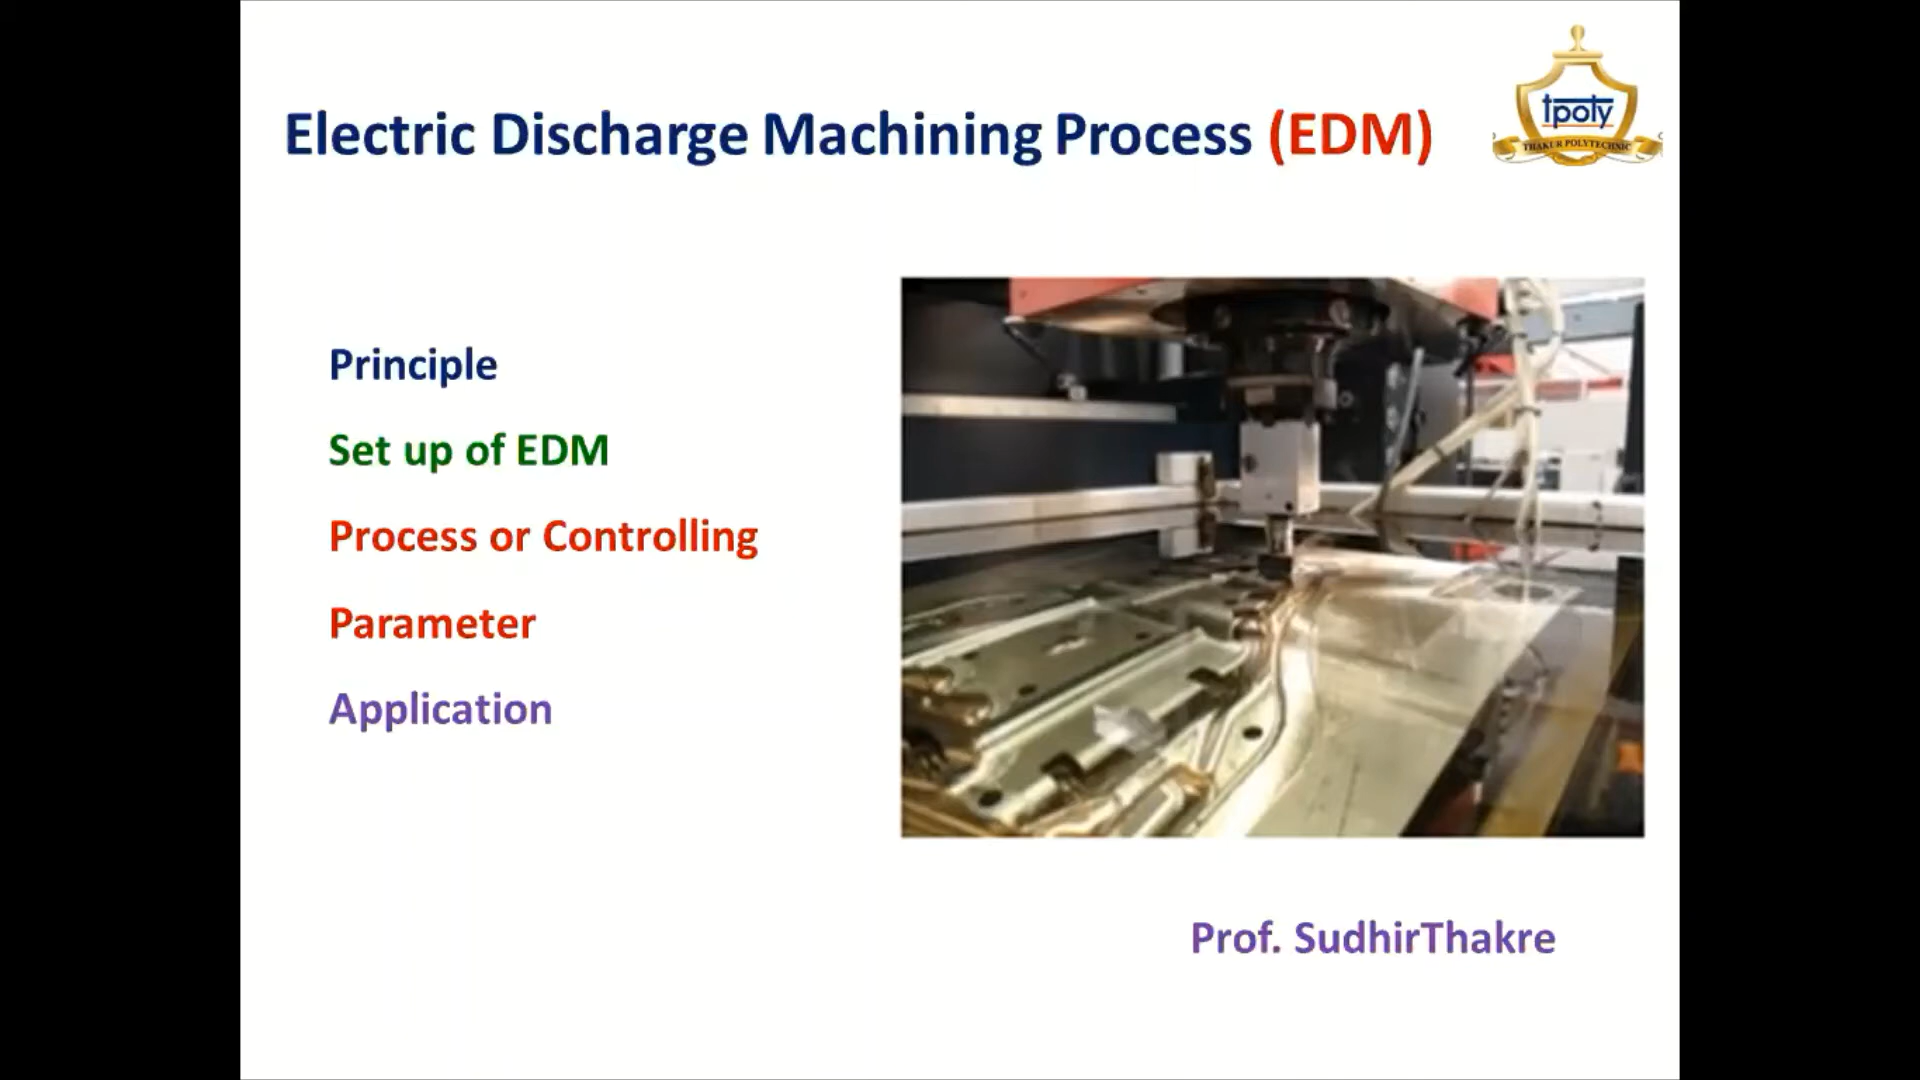 Electric Discharge Machining Process (EDM)
tpoly
THAKUR POLYTECHNIC
Principle
Set up of EDM
Process or Controlling
Parameter
Application
Prof. SudhirThakre